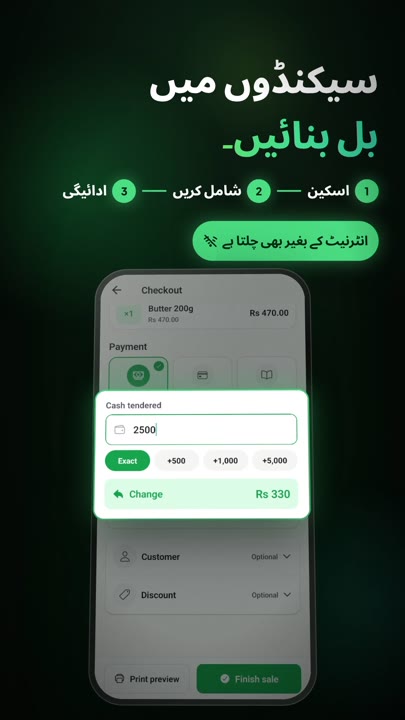 سیکنڈوں میں
بل بنائیں۔
1 اسکین 2 شامل کریں 3 ادائیگی
انٹرنیٹ کے بغیر بھی چلتا ہے
Checkout
×1 Butter 200g Rs 470.00
Rs 470.00
Payment
Cash tendered
2500
Exact +500 +1,000 +5,000
Change Rs 330
Customer Optional
Discount Optional
Print preview Finish sale